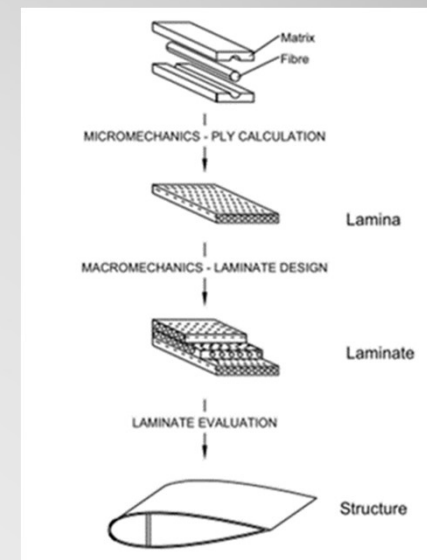 Matrix
Fibre
MICROMECHANICS - PLY CALCULATION
Lamina
MACROMECHANICS - LAMINATE DESIGN
Laminate
LAMINATE EVALUATION
Structure